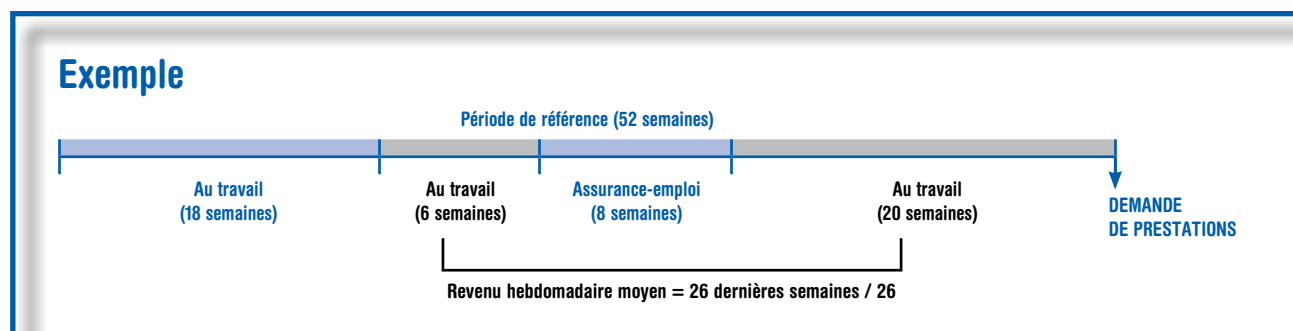 Exemple
Période de référence (52 semaines)
Au travail
(18 semaines)
Au travail
(6 semaines)
Assurance-emploi
(8 semaines)
Au travail
(20 semaines)
DEMANDE
DE PRESTATIONS
Revenu hebdomadaire moyen = 26 dernières semaines / 26